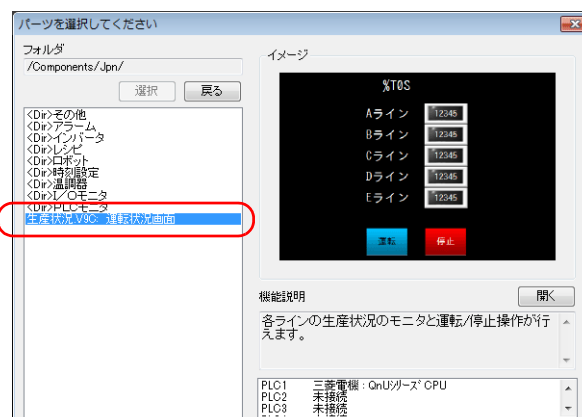 パーツを選択してください
フォルダ
/Components/Jpn/
選択 戻る
<Dir>その他
<Dir>アラーム
<Dir>インバータ
<Dir>レシピ
<Dir>ロボット
<Dir>時刻設定
<Dir>温調器
<Dir>I/Oモニタ
<Dir>PLCモニタ
生産状況.V9C: 運転状況画面
イメージ
%T0S
Aライン 12345
Bライン 12345
Cライン 12345
Dライン 12345
Eライン 12345
運転 停止
機能説明 開く
各ラインの生産状況のモニタと運転/停止操作が行
えます。
PLC1 三菱電機 : QnUシリーズ CPU
PLC2 未接続
PLC3 未接続